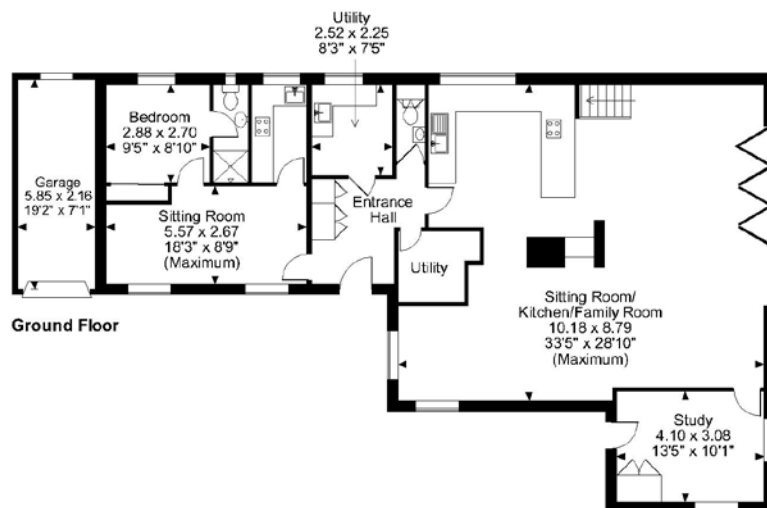 Utility
2.52 x 2.25
8'3" x 7'5"
Bedroom
2.88 x 2.70
9'5" x 8'10"
Garage
5.85 x 2.16
19'2" x 7'1"
Sitting Room
5.57 x 2.67
18'3" x 8'9"
(Maximum)
Entrance
Hall
Utility
Sitting Room/
Kitchen/Family Room
10.18 x 8.79
33'5" x 28'10"
(Maximum)
Ground Floor
Study
4.10 x 3.08
13'5" x 10'1"